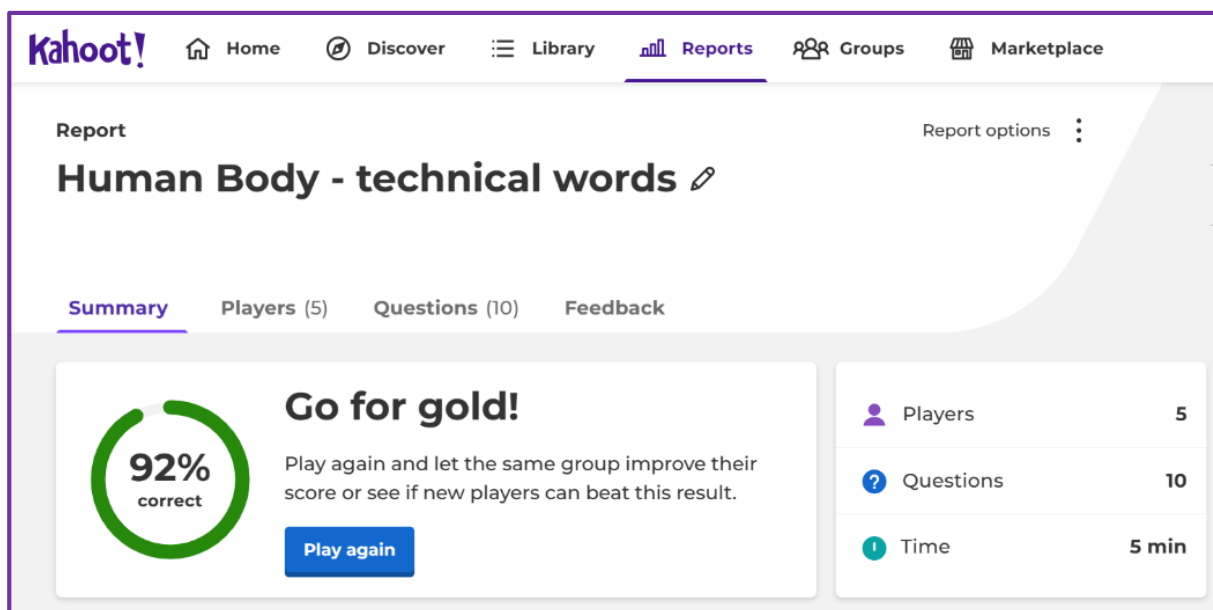 Kahoot! Home Discover Library Reports Groups Marketplace
Report
Report options
Human Body - technical words
Summary Players (5) Questions (10) Feedback
92%
correct
Go for gold!
Play again and let the same group improve their
score or see if new players can beat this result.
Play again
Players 5
Questions 10
Time 5 min